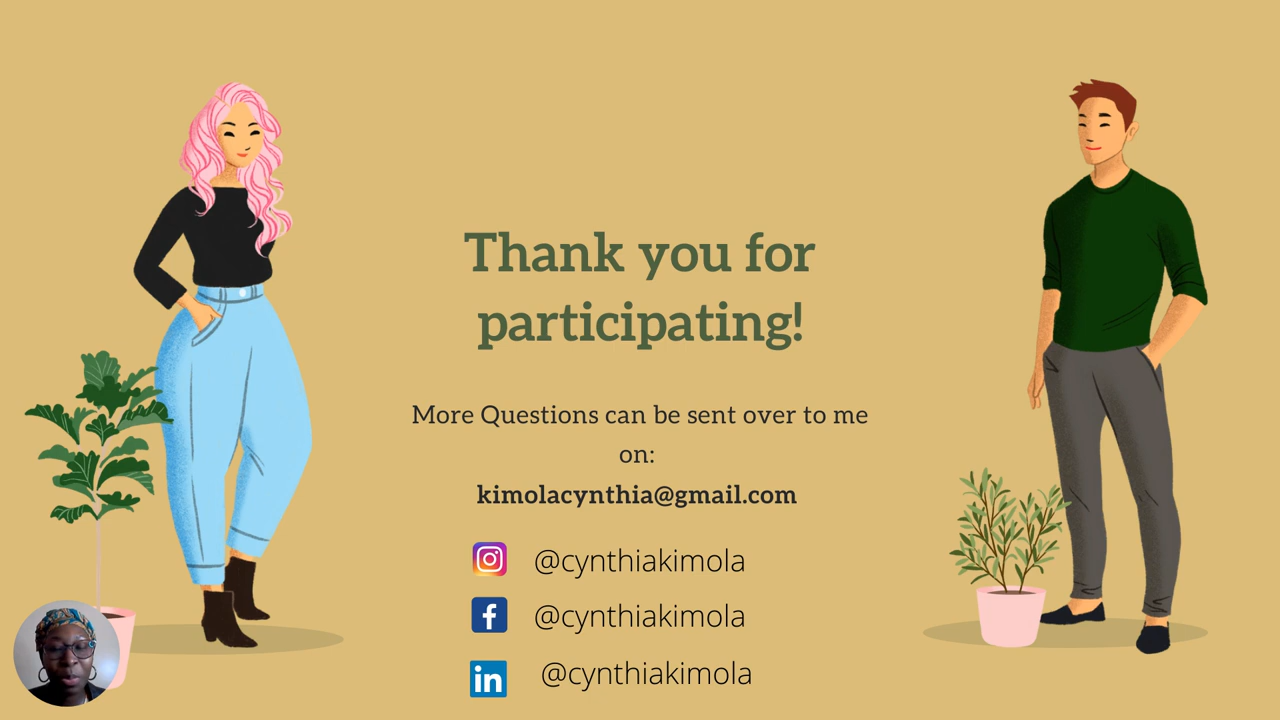 Thank you for
participating!
More Questions can be sent over to me
on:
kimolacynthia@gmail.com
@cynthiakimola
@cynthiakimola
in @cynthiakimola